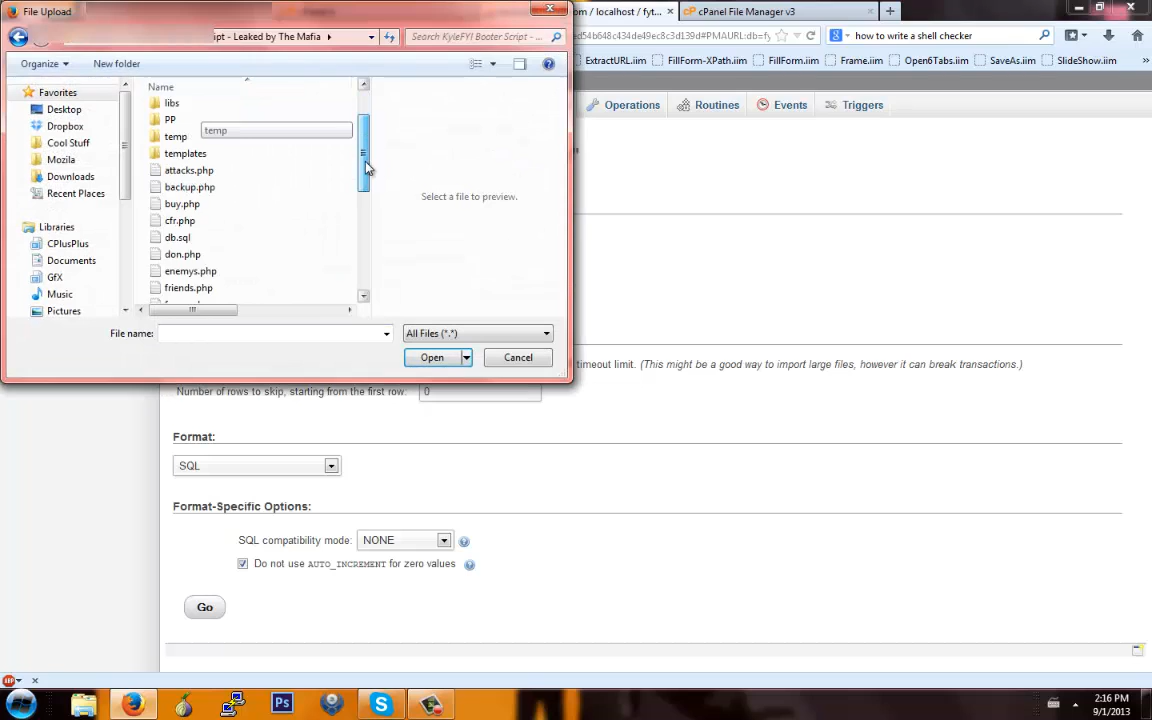 File Upload
om / localhost / fyt...
cPanel File Manager v3
ipt - Leaked by The Mafia
Search KyleFYI Booter Script - ...
ed54b648c434de49ec8c3d139d#PMAURL:db=fy
how to write a shell checker
Organize
New folder
ExtractURL.iim
FillForm-XPath.iim
FillForm.iim
Frame.iim
Open6Tabs.iim
SaveAs.iim
SlideShow.iim
Favorites
Desktop
Dropbox
Cool Stuff
Mozila
Downloads
Recent Places
Libraries
CPlusPlus
Documents
GfX
Music
Pictures
Name
libs
PP
temp
temp
templates
attacks.php
backup.php
buy.php
cfr.php
db.sql
don.php
enemys.php
friends.php
Select a file to preview.
File name:
All Files (*.*)
Open
Cancel
Operations
Routines
Events
Triggers
"
timeout limit. (This might be a good way to import large files, however it can break transactions.)
Number of rows to skip, starting from the first row:
0
Format:
SQL
Format-Specific Options:
SQL compatibility mode:
NONE
Do not use AUTO_INCREMENT for zero values
Go
ABP
Ps
2:16 PM
9/1/2013